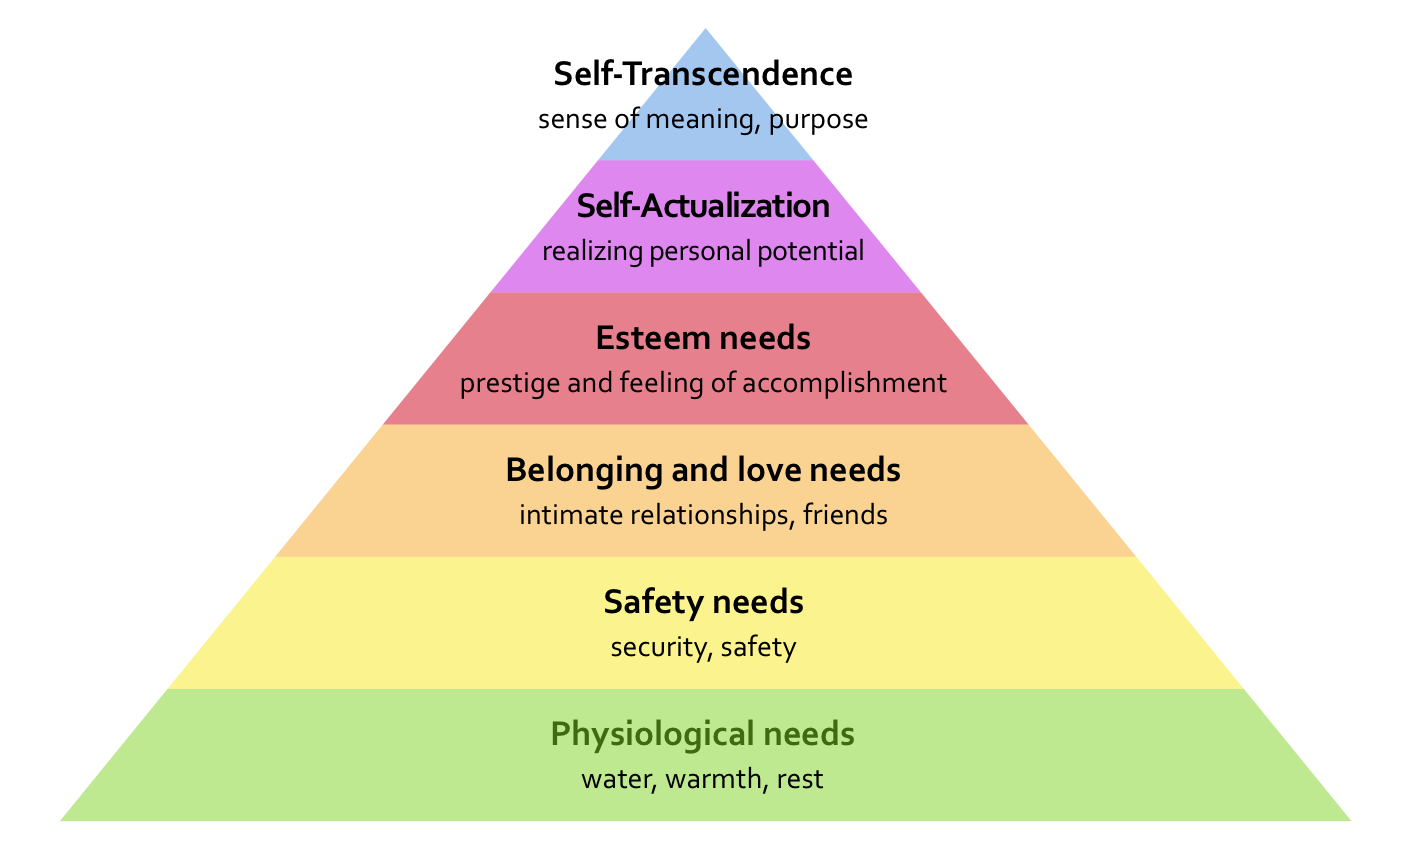 Self-Transcendence
sense of meaning, purpose
Self-Actualization
realizing personal potential
Esteem needs
prestige and feeling of accomplishment
Belonging and love needs
intimate relationships, friends
Safety needs
security, safety
Physiological needs
water, warmth, rest